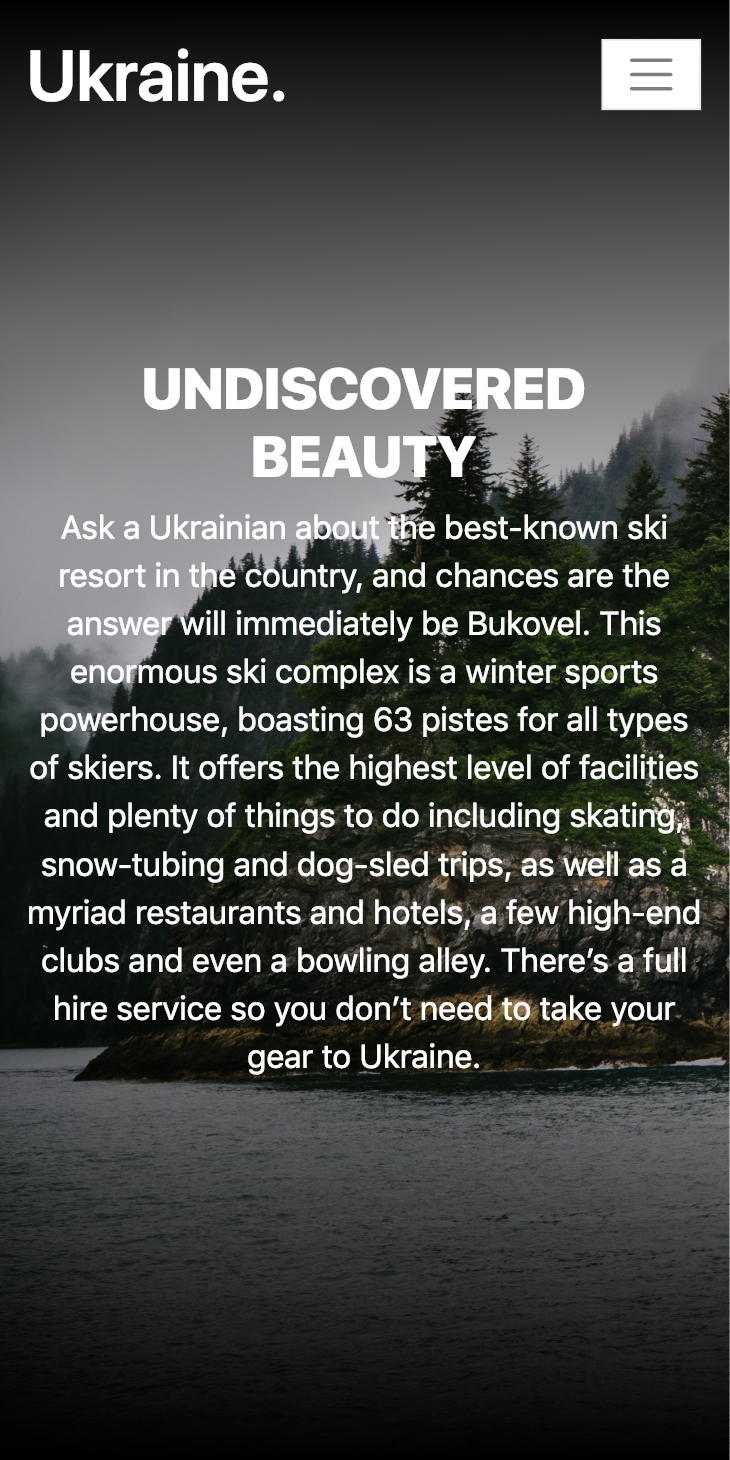 Ukraine.
UNDISCOVERED
BEAUTY
Ask a Ukrainian about the best-known ski
resort in the country, and chances are the
answer will immediately be Bukovel. This
enormous ski complex is a winter sports
powerhouse, boasting 63 pistes for all types
of skiers. It offers the highest level of facilities
and plenty of things to do including skating,
snow-tubing and dog-sled trips, as well as a
myriad restaurants and hotels, a few high-end
clubs and even a bowling alley. There’s a full
hire service so you don’t need to take your
gear to Ukraine.